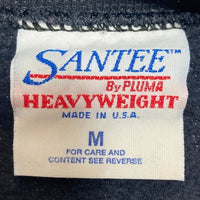 SANTEE™
By PLUMA
HEAVYWEIGHT
MADE IN U.S.A.
M
FOR CARE AND
CONTENT SEE REVERSE